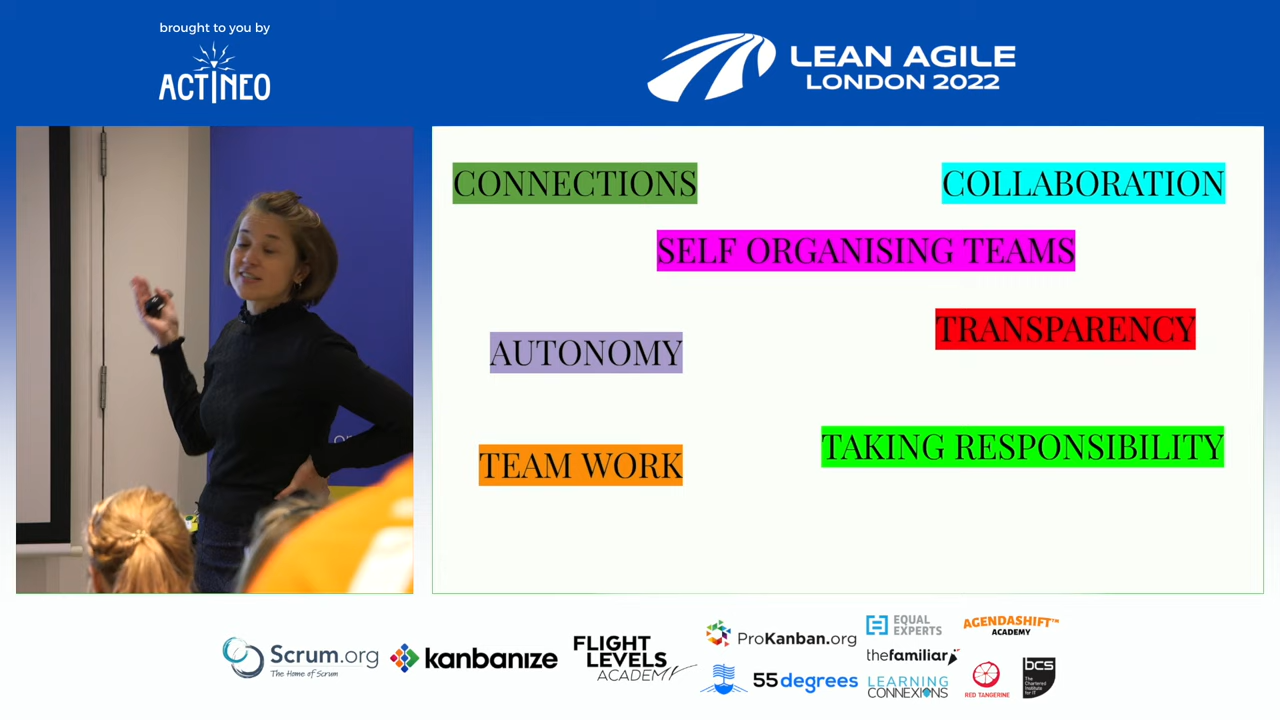 brought to you by
ACTINEO
LEAN AGILE
LONDON 2022
CONNECTIONS
COLLABORATION
SELF ORGANISING TEAMS
TRANSPARENCY
AUTONOMY
TAKING RESPONSIBILITY
TEAM WORK
Scrum.org
The Home of Scrum
kanbanize
FLIGHT
LEVELS
ACADEMY
ProKanban.org
55degrees
EQUAL
EXPERTS
thefamiliar
LEARNING
CONNEXIONS
AGENDASHIFT™
ACADEMY
RED TANGERINE
bcs
The
Chartered
Institute
for IT